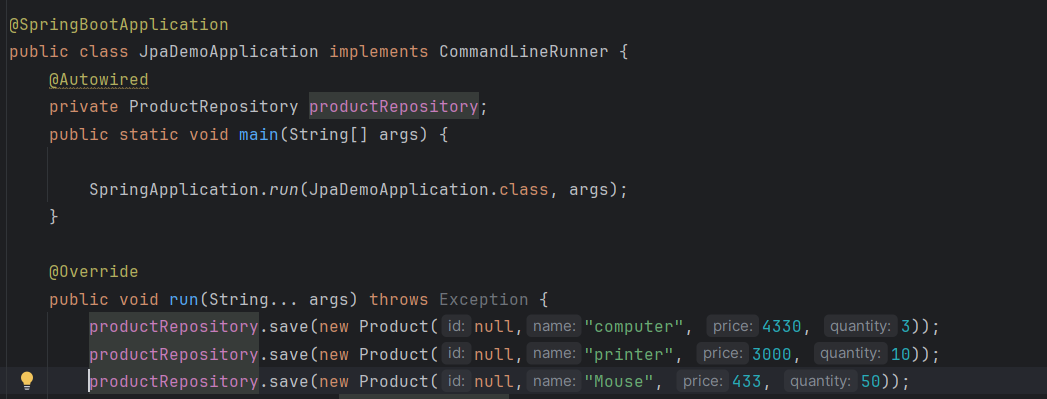 @SpringBootApplication
public class JpaDemoApplication implements CommandLineRunner {
@Autowired
private ProductRepository productRepository;
public static void main(String[] args) {
SpringApplication.run(JpaDemoApplication.class, args);
}
@Override
public void run(String... args) throws Exception {
productRepository.save(new Product( id: null, name: "computer", price: 4330, quantity: 3));
productRepository.save(new Product( id: null, name: "printer", price: 3000, quantity: 10));
productRepository.save(new Product( id: null, name: "Mouse", price: 433, quantity: 50));